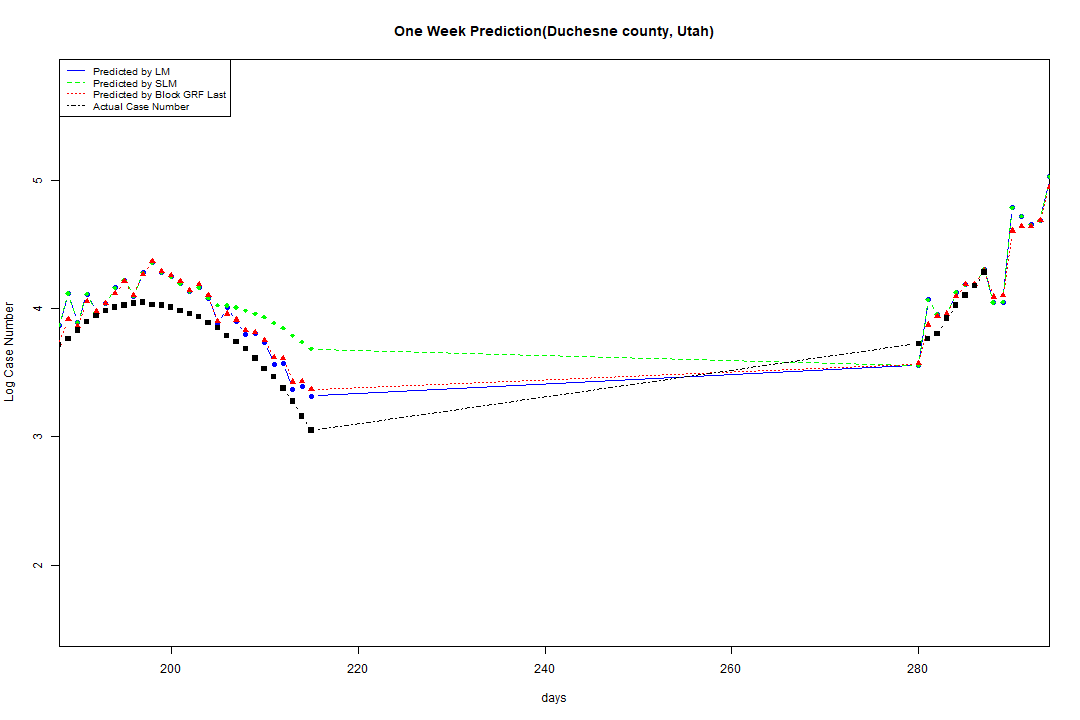 One Week Prediction(Duchesne county, Utah)
Predicted by LM
Predicted by SLM
Predicted by Block GRF Last
Actual Case Number
Log Case Number
5
4
3
2
200
220
240
260
280
days